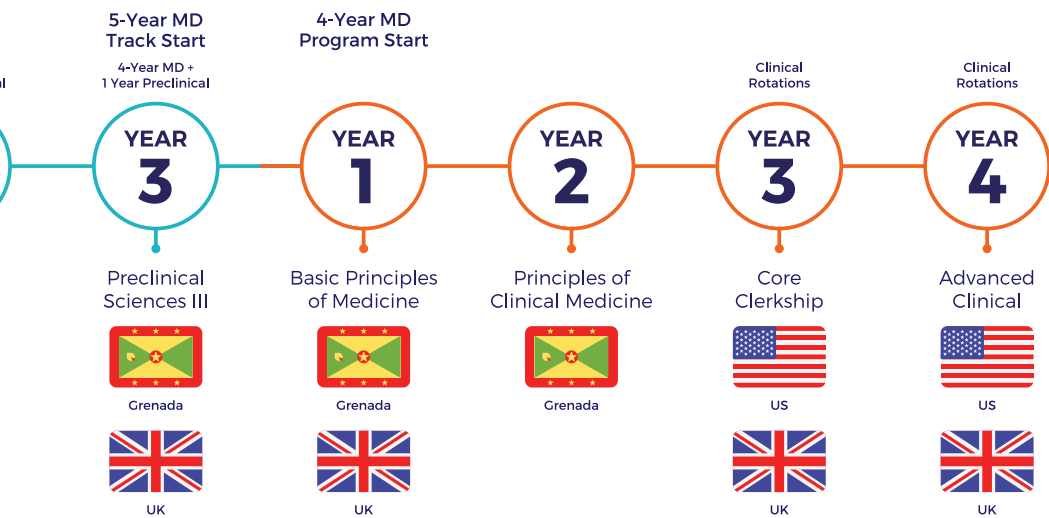 5-Year MD
Track Start
4-Year MD
Program Start
al
4-Year MD +
1 Year Preclinical
Clinical
Rotations
Clinical
Rotations
YEAR
3
YEAR
1
YEAR
2
YEAR
3
YEAR
4
Preclinical
Sciences III
Basic Principles
of Medicine
Principles of
Clinical Medicine
Core
Clerkship
Advanced
Clinical
Grenada
Grenada
Grenada
US
US
UK
UK
UK
UK